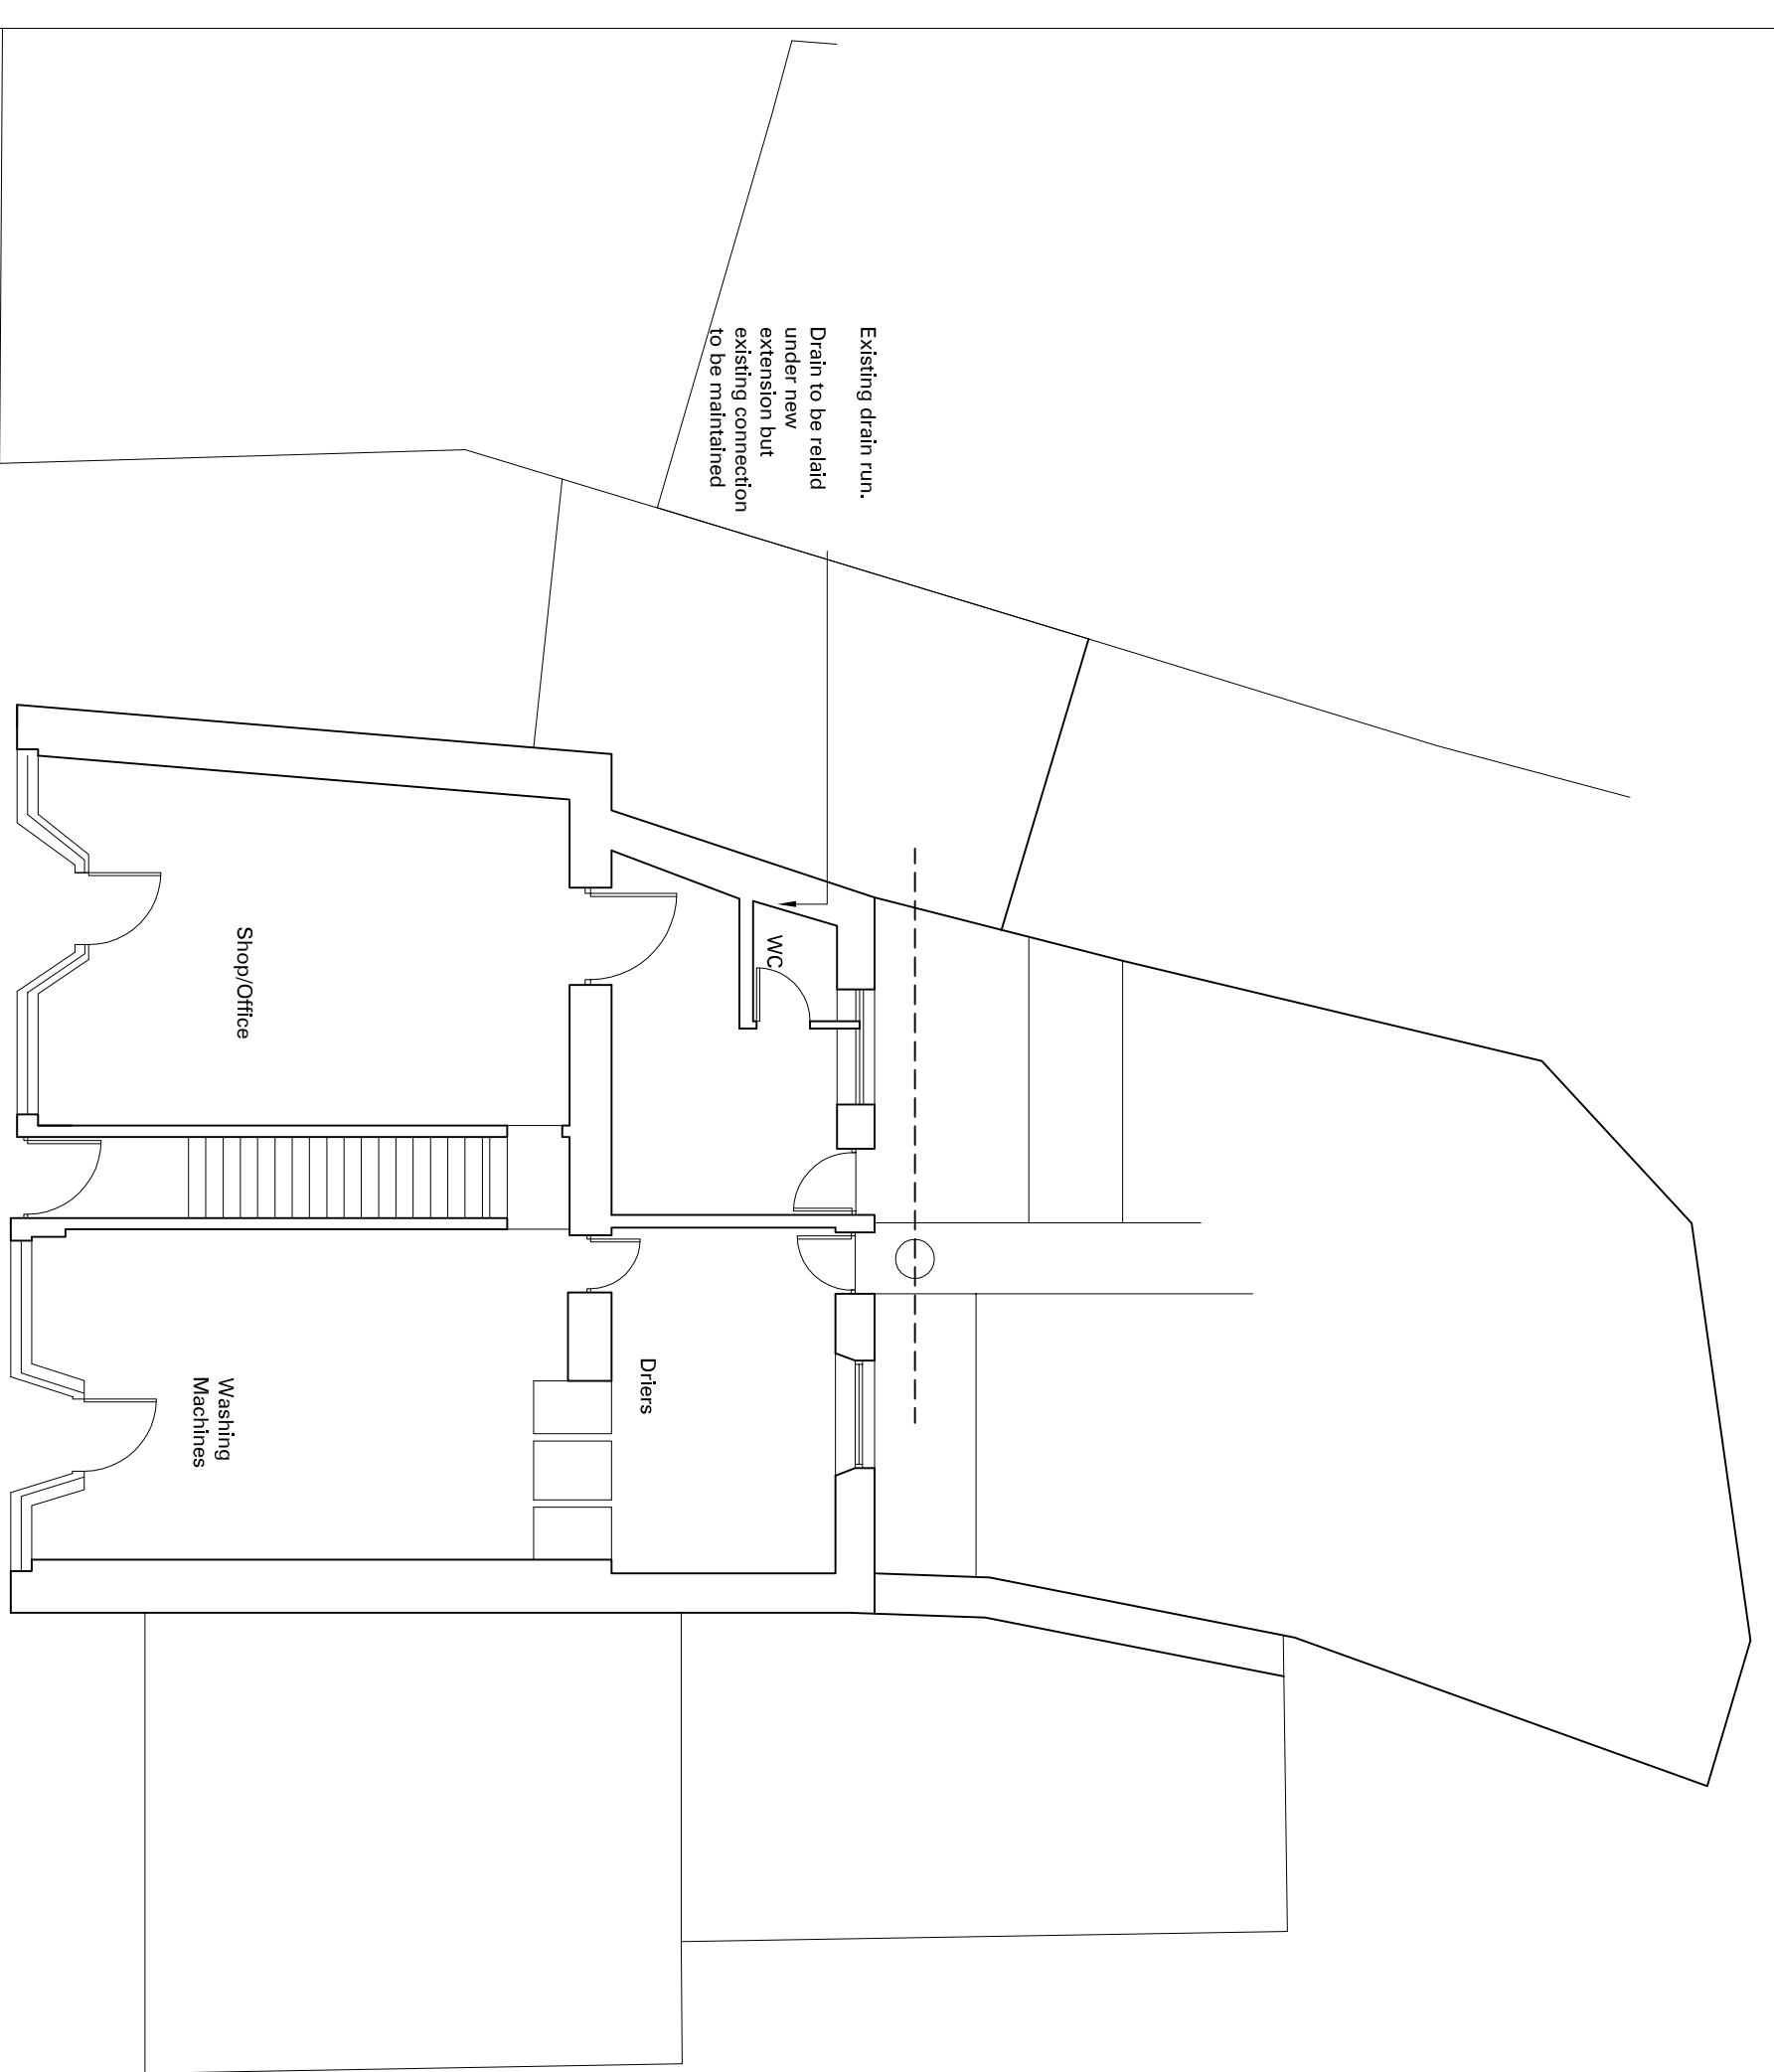 Existing drain run.
Drain to be relaid
under new
extension but
existing connection
to be maintained
WC
Shop/Office
Driers
Washing
Machines